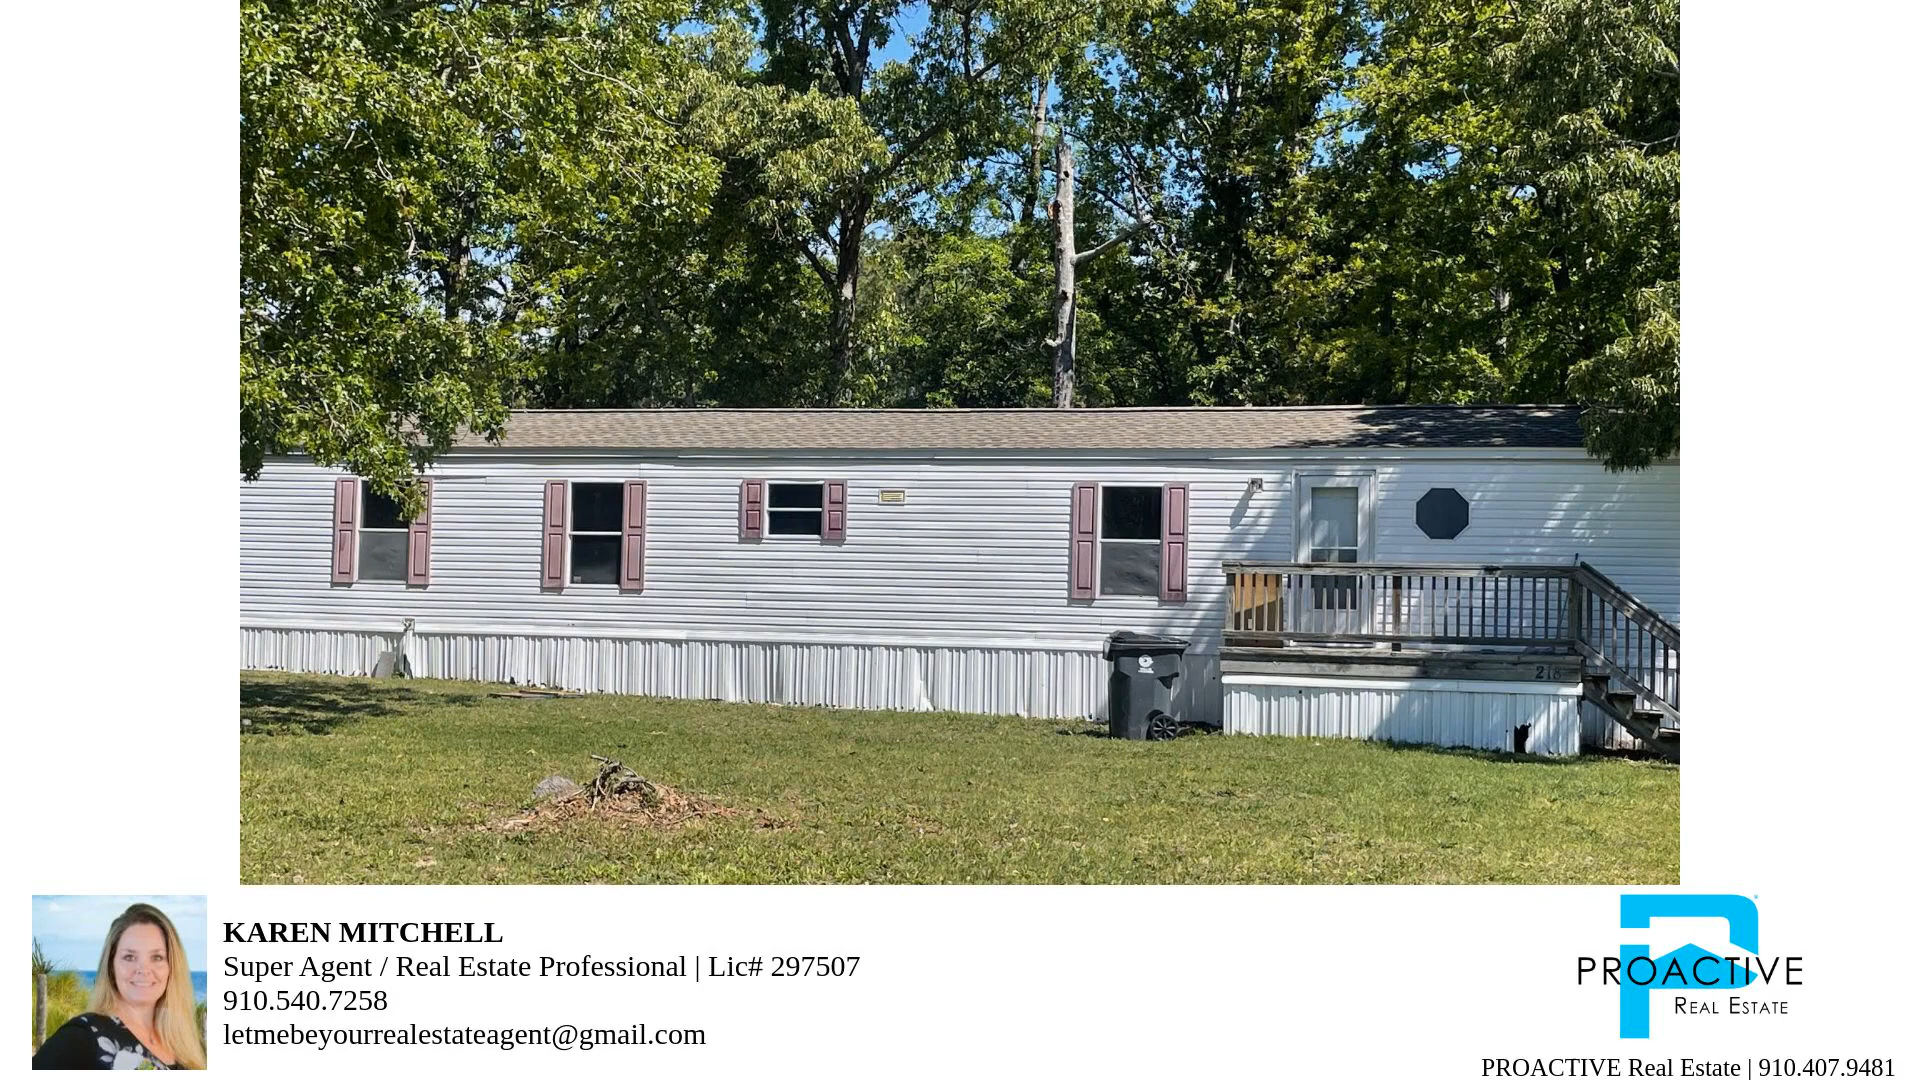 218
KAREN MITCHELL
Super Agent / Real Estate Professional | Lic# 297507
910.540.7258
letmebeyourrealestateagent@gmail.com
PROACTIVE
REAL ESTATE
PROACTIVE Real Estate | 910.407.9481